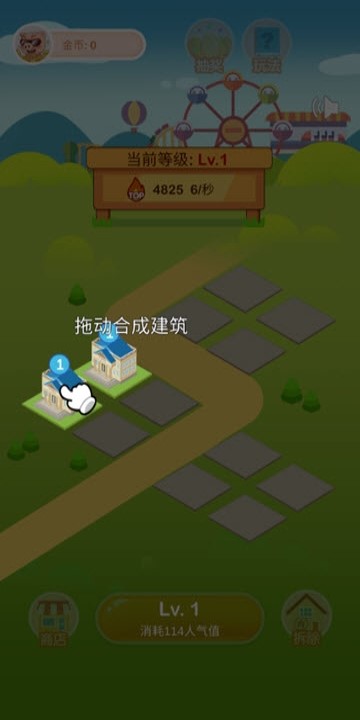 金币: 0
抽奖
玩法
当前等级: Lv.1
TOP 4825 6/秒
拖动合成建筑
1
1
商店
Lv. 1
消耗114人气值
拆除